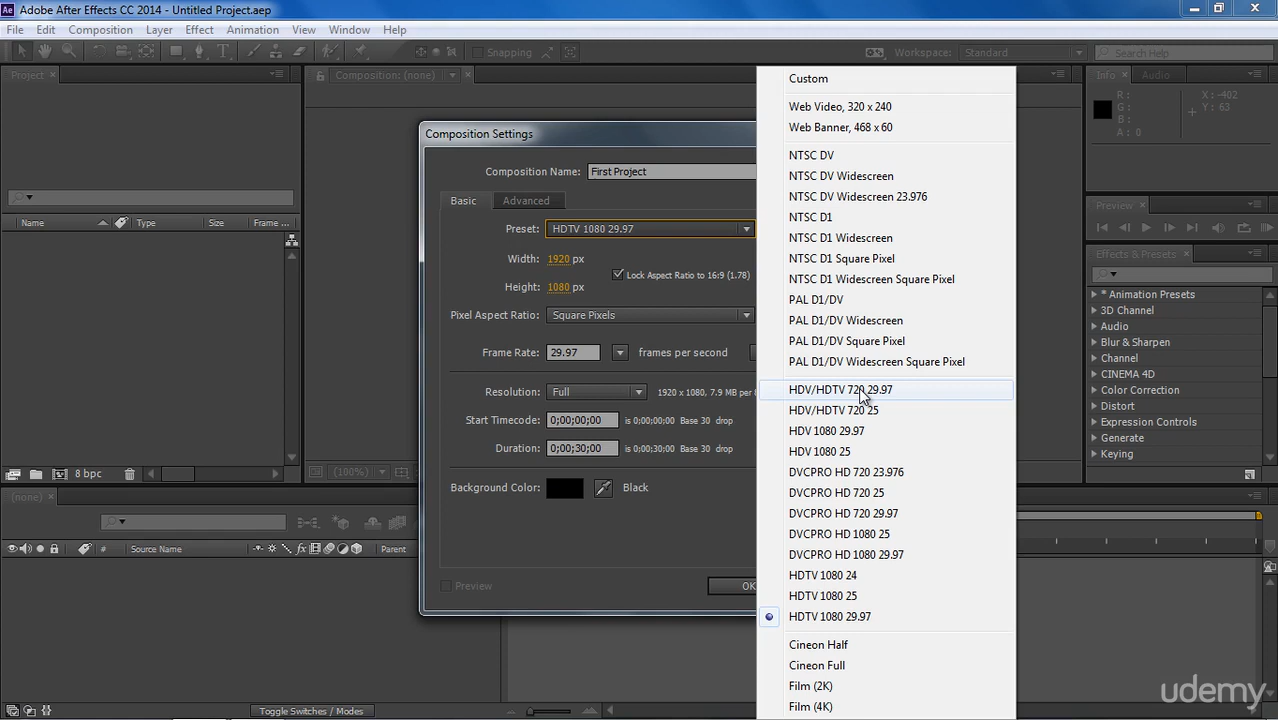 Ae Adobe After Effects CC 2014 - Untitled Project.aep
File Edit Composition Layer Effect Animation View Window Help
Snapping Workspace: Standard Search Help
Project Composition: (none) Info Audio
R: X: -402
G: Y: 63
B:
A: 0
Name Type Size Frame ...
Preview
Effects & Presets
* Animation Presets
3D Channel
Audio
Blur & Sharpen
Channel
CINEMA 4D
Color Correction
Distort
Expression Controls
Generate
Keying
Composition Settings
Composition Name: First Project
Basic Advanced
Preset: HDTV 1080 29.97
Width: 1920 px
Lock Aspect Ratio to 16:9 (1.78)
Height: 1080 px
Pixel Aspect Ratio: Square Pixels
Frame Rate: 29.97 frames per second
Resolution: Full 1920 x 1080, 7.9 MB per
Start Timecode: 0;00;00;00 is 0;00;00;00 Base 30 drop
Duration: 0;00;30;00 is 0;00;30;00 Base 30 drop
Background Color: Black
Preview OK
Custom
Web Video, 320 x 240
Web Banner, 468 x 60
NTSC DV
NTSC DV Widescreen
NTSC DV Widescreen 23.976
NTSC D1
NTSC D1 Widescreen
NTSC D1 Square Pixel
NTSC D1 Widescreen Square Pixel
PAL D1/DV
PAL D1/DV Widescreen
PAL D1/DV Square Pixel
PAL D1/DV Widescreen Square Pixel
HDV/HDTV 720 29.97
HDV/HDTV 720 25
HDV 1080 29.97
HDV 1080 25
DVCPRO HD 720 23.976
DVCPRO HD 720 25
DVCPRO HD 720 29.97
DVCPRO HD 1080 25
DVCPRO HD 1080 29.97
HDTV 1080 24
HDTV 1080 25
HDTV 1080 29.97
Cineon Half
Cineon Full
Film (2K)
Film (4K)
8 bpc (100%)
(none)
# Source Name Parent
Toggle Switches / Modes
udemy